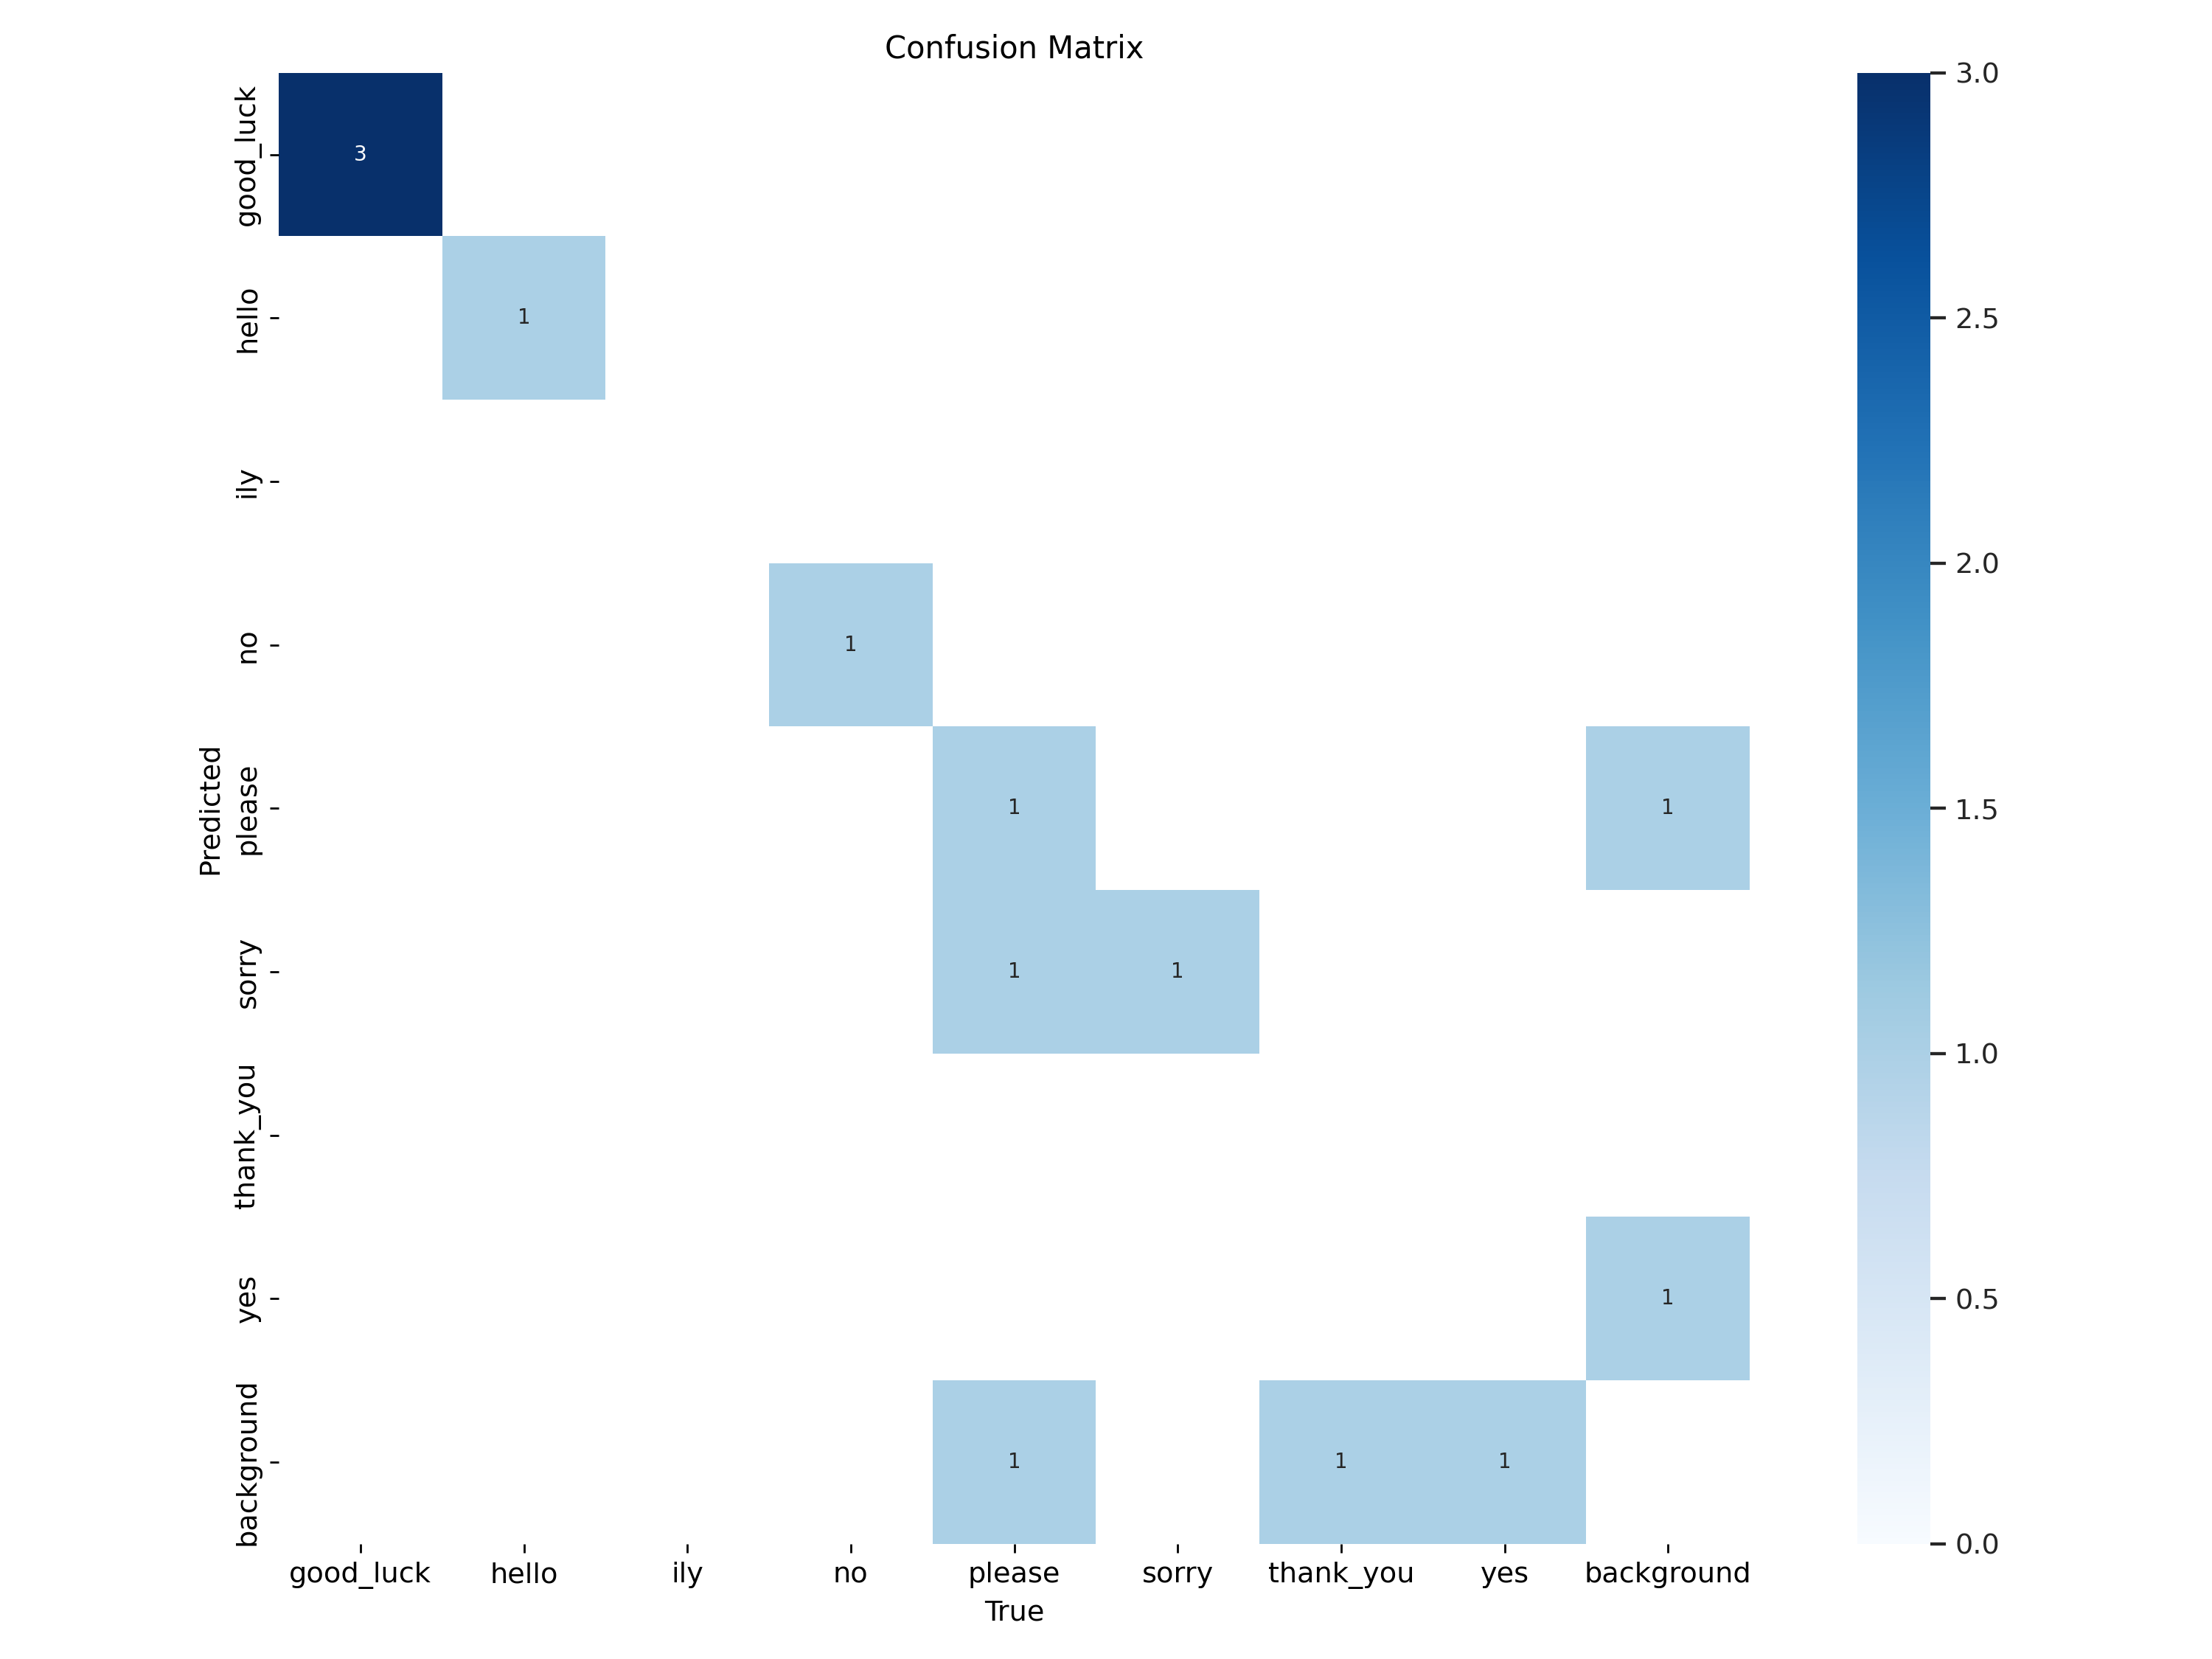 Confusion Matrix
good_luck
hello
ily
no
please
sorry
thank_you
yes
background
Predicted
3
1
1
1 1
1 1
1
1 1 1
good_luck hello ily no please sorry thank_you yes background
True
3.0
2.5
2.0
1.5
1.0
0.5
0.0